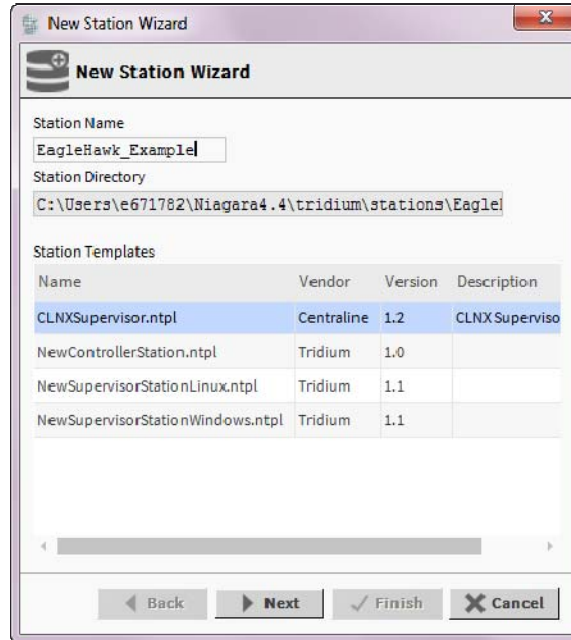 New Station Wizard
New Station Wizard
Station Name
EagleHawk_Example
Station Directory
C:\Users\e671782\Niagara4.4\tridium\stations\Eagle
Station Templates
Name Vendor Version Description
CLNXSupervisor.ntpl Centraline 1.2 CLNX Superviso
NewControllerStation.ntpl Tridium 1.0
NewSupervisorStationLinux.ntpl Tridium 1.1
NewSupervisorStationWindows.ntpl Tridium 1.1
Back Next Finish Cancel